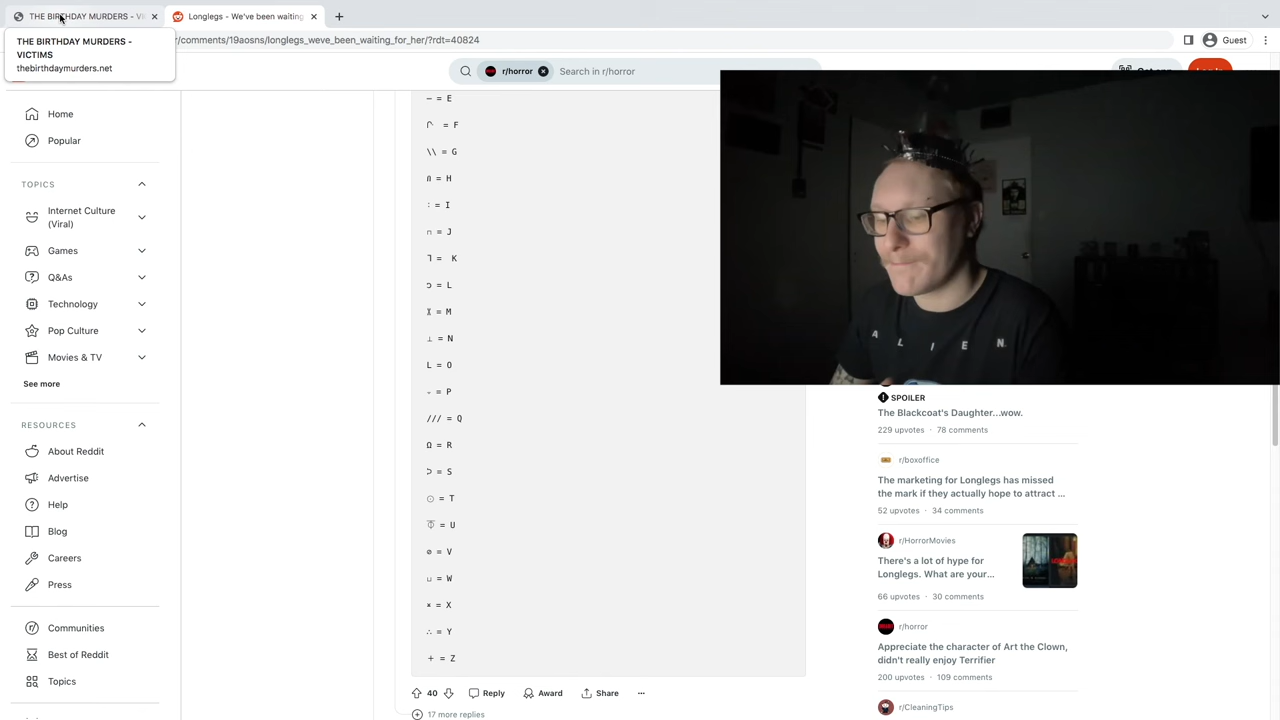 THE BIRTHDAY MURDERS - VI
Longlegs - We've been waiting
THE BIRTHDAY MURDERS -
VICTIMS
thebirthdaymurders.net
r/comments/19aosns/longlegs_weve_been_waiting_for_her/?rdt=40824
Guest
r/horror
Search in r/horror
Home
Popular
TOPICS
Internet Culture
(Viral)
Games
Q&As
Technology
Pop Culture
Movies & TV
See more
RESOURCES
About Reddit
Advertise
Help
Blog
Careers
Press
Communities
Best of Reddit
Topics
— = E
= F
\\ = G
= H
: = I
∩ = J
= K
ɔ = L
= M
⊥ = N
L = O
= P
/// = Q
Ω = R
= S
⊙ = T
= U
⊘ = V
⊔ = W
× = X
∴ = Y
+ = Z
40
Reply
Award
Share
17 more replies
A L I E N
SPOILER
The Blackcoat's Daughter...wow.
229 upvotes · 78 comments
r/boxoffice
The marketing for Longlegs has missed
the mark if they actually hope to attract ...
52 upvotes · 34 comments
r/HorrorMovies
There's a lot of hype for
Longlegs. What are your...
66 upvotes · 30 comments
r/horror
Appreciate the character of Art the Clown,
didn't really enjoy Terrifier
200 upvotes · 109 comments
r/CleaningTips